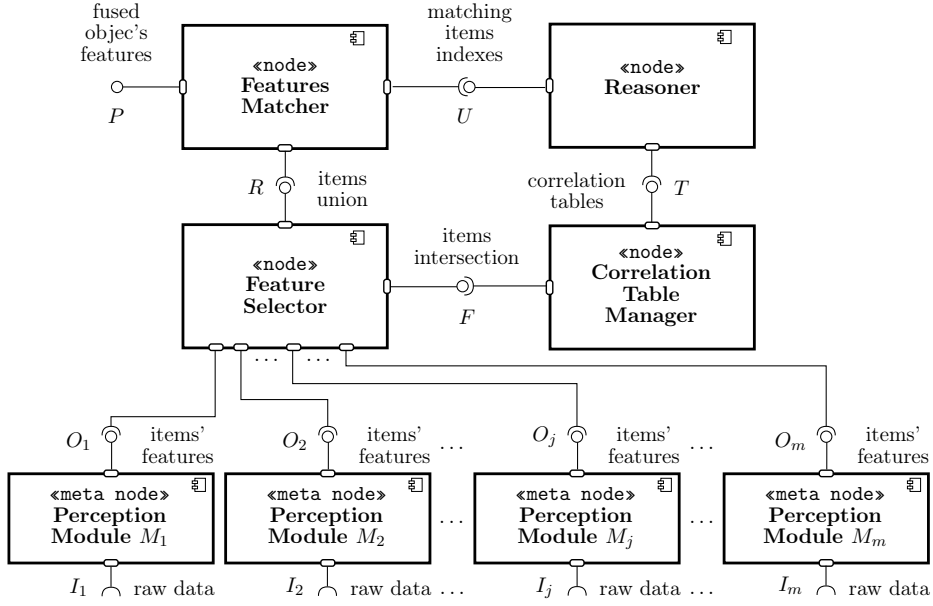 fused
objec's
features
P
«node»
Features
Matcher
matching
items
indexes
U
«node»
Reasoner
R
items
union
correlation
tables
T
«node»
Feature
Selector
items
intersection
F
«node»
Correlation
Table
Manager
... ...
O1
items'
features
O2
items'
features ...
Oj
items'
features ...
Om
items'
features
«meta node»
Perception
Module M1
«meta node»
Perception
Module M2
...
«meta node»
Perception
Module Mj
...
«meta node»
Perception
Module Mm
I1 raw data
I2 raw data ...
Ij raw data ...
Im raw data